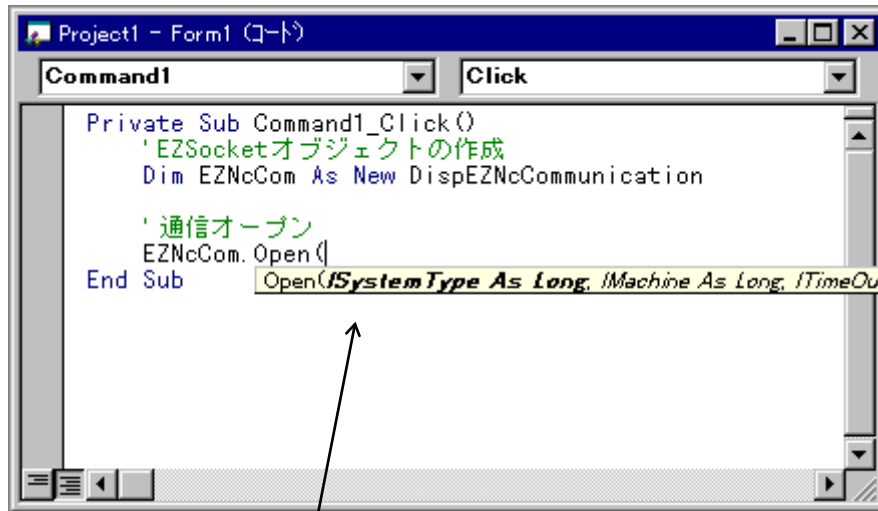 Project1 - Form1 (コード)
Command1 Click
Private Sub Command1_Click()
'EZSocketオブジェクトの作成
Dim EZNcCom As New DispEZNcCommunication
'通信オープン
EZNcCom.Open(
End Sub
Open(lSystemType As Long, lMachine As Long, lTimeOu